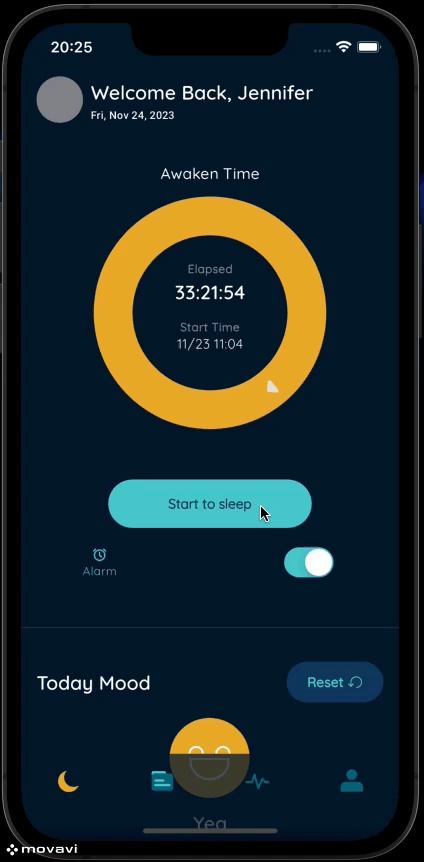 20:25
Welcome Back, Jennifer
Fri, Nov 24, 2023
Awaken Time
Elapsed
33:21:54
Start Time
11/23 11:04
Start to sleep
Alarm
Today Mood
Reset
Yea
movavi